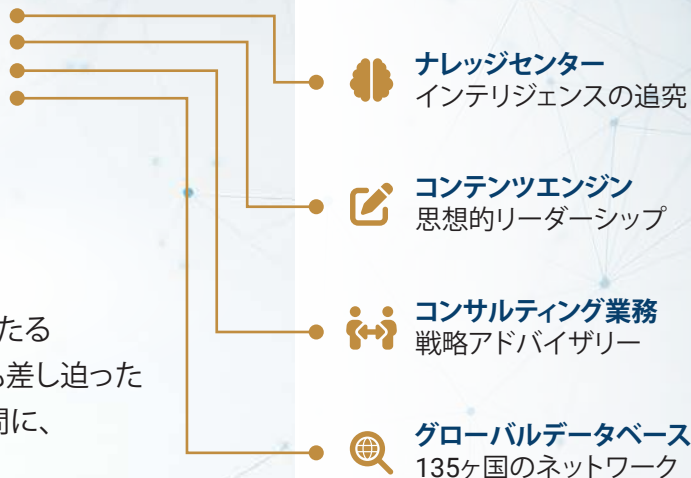 ナレッジセンター
インテリジェンスの追究
コンテンツエンジン
思想的リーダーシップ
コンサルティング業務
戦略アドバイザリー
グローバルデータベース
135ヶ国のネットワーク
たる
差し迫った
間に、